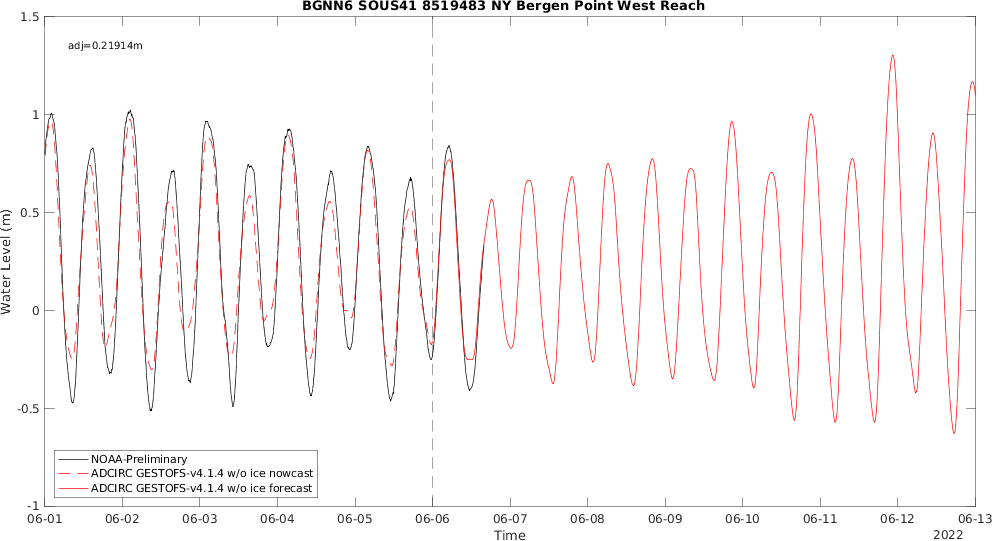 BGNN6 SOUS41 8519483 NY Bergen Point West Reach
adj=0.21914m
1.5
1
0.5
0
-0.5
-1
Water Level (m)
NOAA-Preliminary
ADCIRC GESTOFS-v4.1.4 w/o ice nowcast
ADCIRC GESTOFS-v4.1.4 w/o ice forecast
06-01 06-02 06-03 06-04 06-05 06-06 06-07 06-08 06-09 06-10 06-11 06-12 06-13
Time
2022